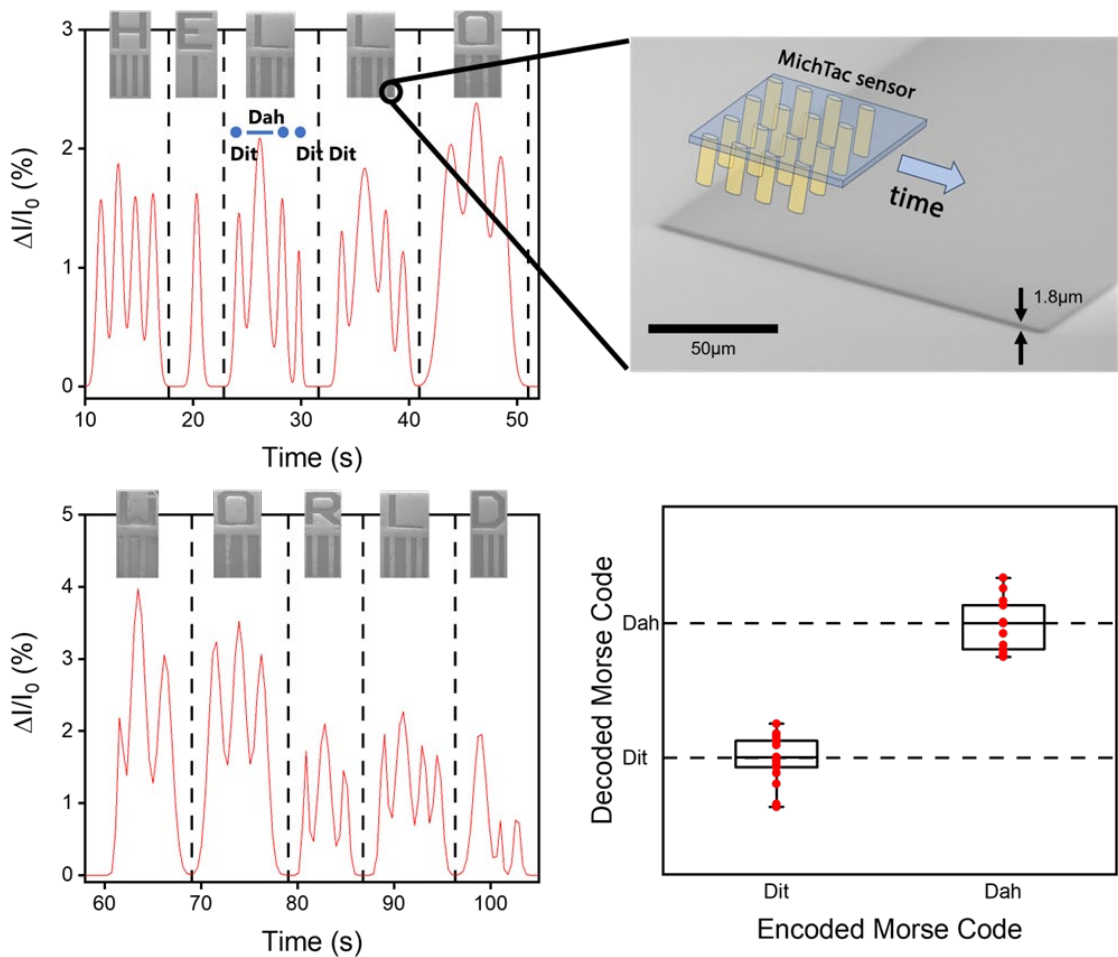 H E L L O
3
2
1
0
ΔI/I0 (%)
Dah
Dit Dit Dit
10 20 30 40 50
Time (s)
MichTac sensor
time
1.8µm
50µm
W O R L D
5
4
3
2
1
0
ΔI/I0 (%)
60 70 80 90 100
Time (s)
Decoded Morse Code
Dah
Dit
Dit Dah
Encoded Morse Code